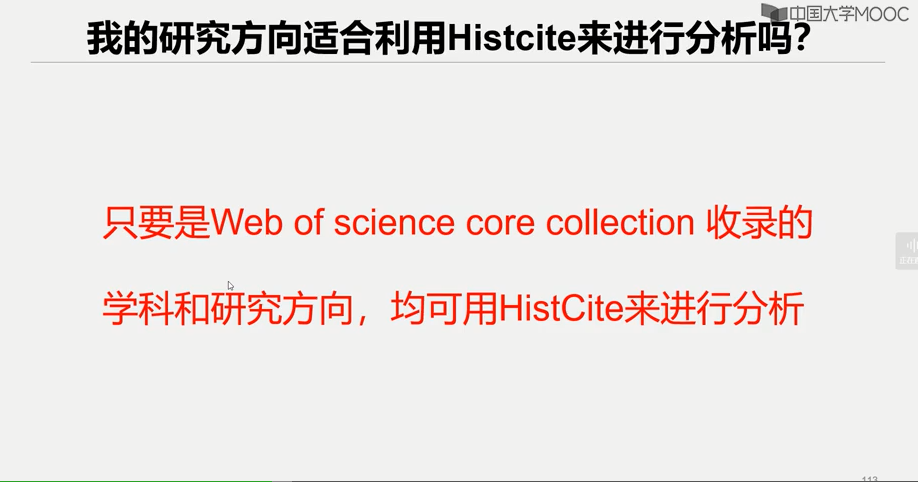 中国大学MOOC
我的研究方向适合利用Histcite来进行分析吗？
只要是Web of science core collection 收录的
学科和研究方向，均可用HistCite来进行分析
113